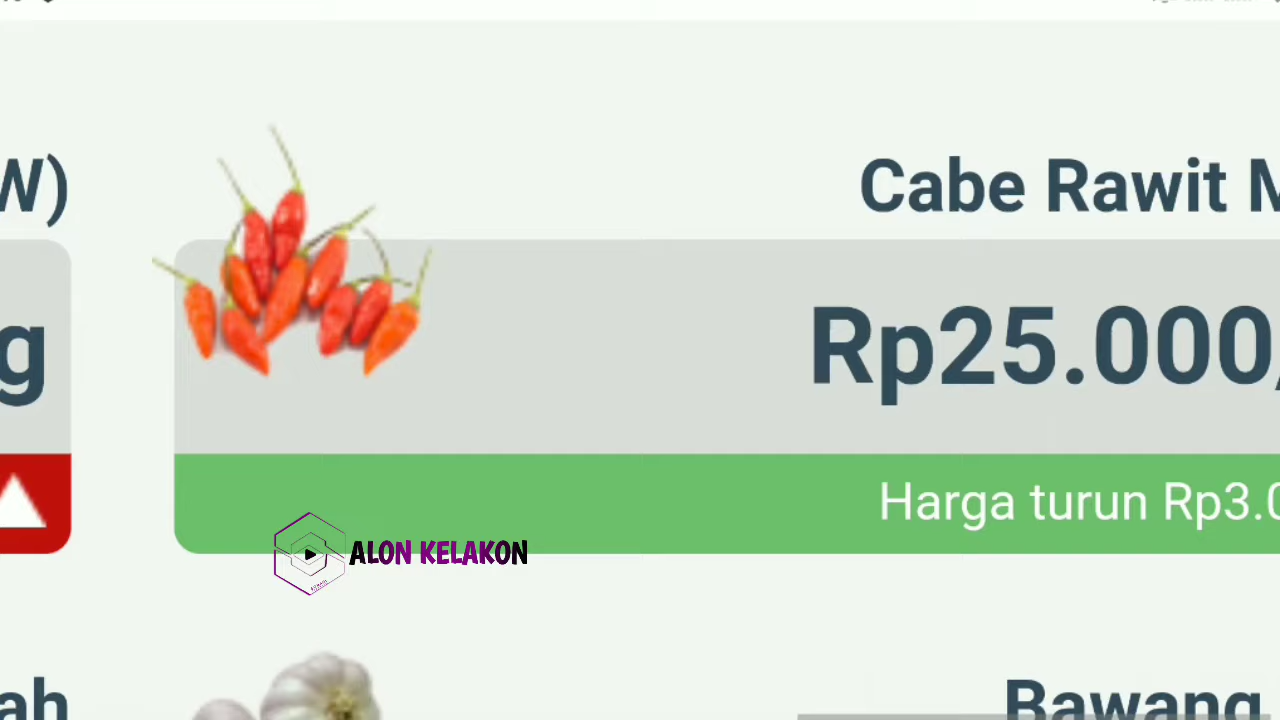 W)
Cabe Rawit M
g
Rp25.000
Harga turun Rp3.0
ALON KELAKON
ah
Bawang